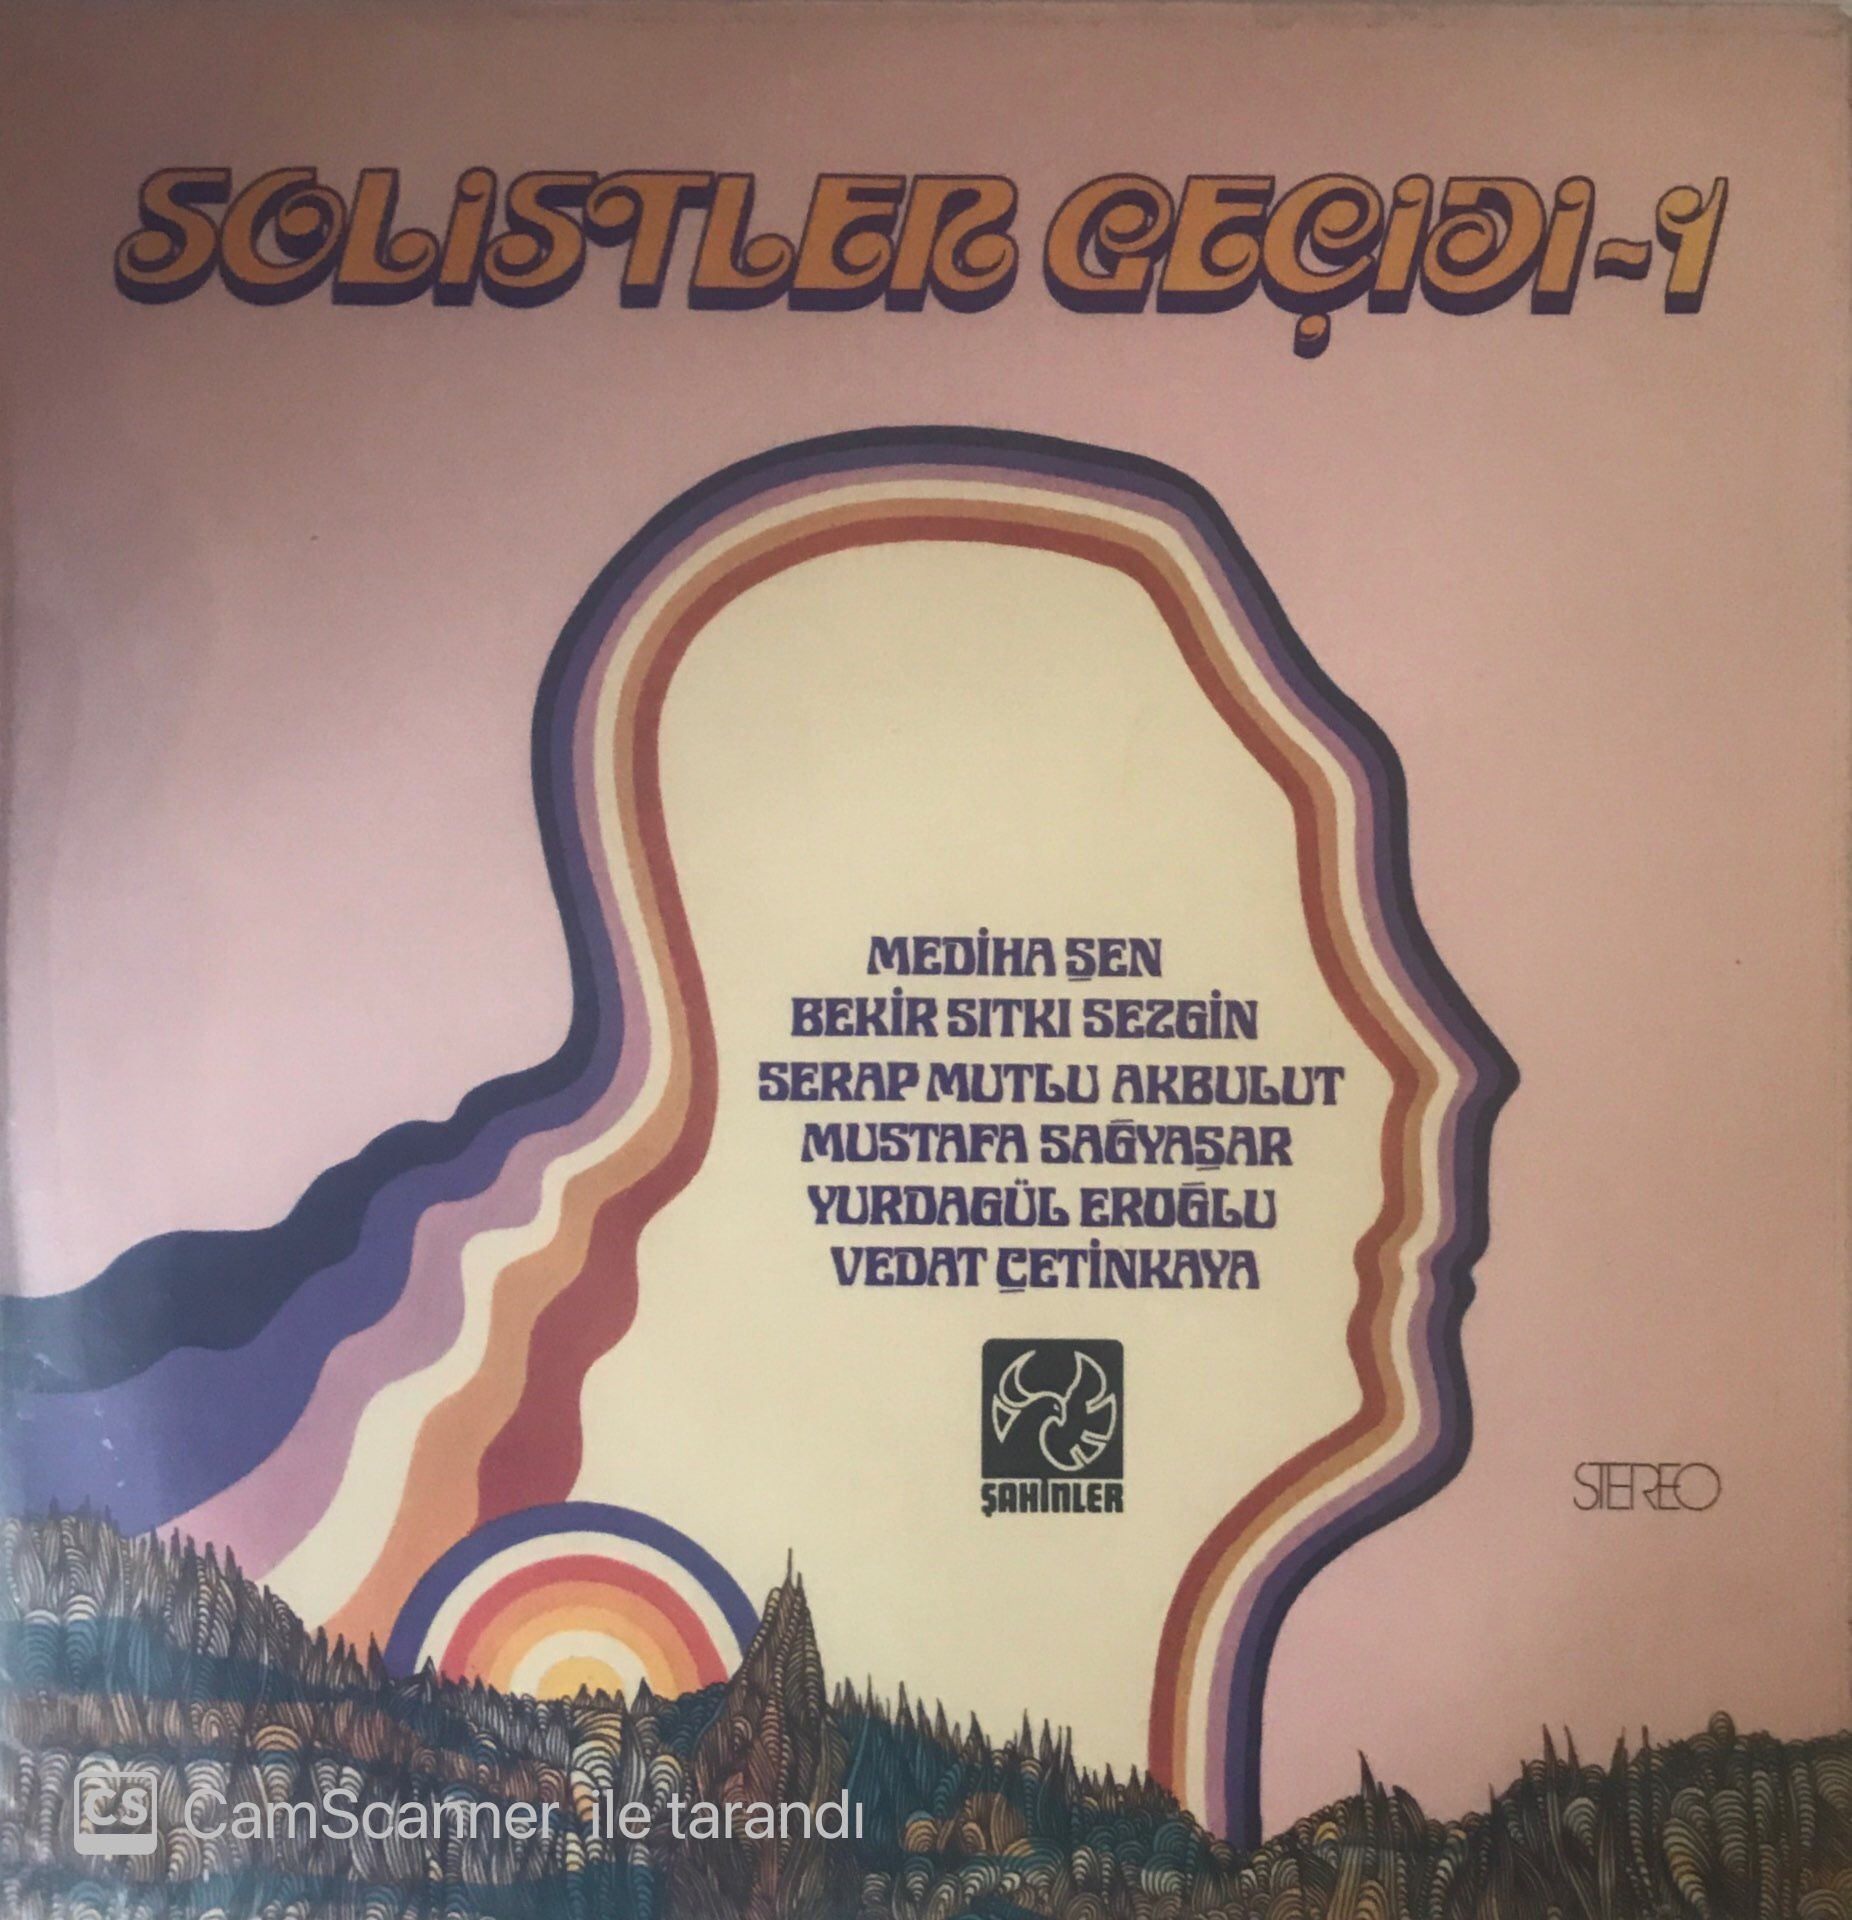 SOLİSTLER GEÇİDİ-1
MEDİHA ŞEN
BEKİR SITKI SEZGİN
SERAP MUTLU AKBULUT
MUSTAFA SAĞYAŞAR
YURDAGÜL EROĞLU
VEDAT ÇETİNKAYA
ŞAHİNLER
STEREO
CS CamScanner ile tarandı